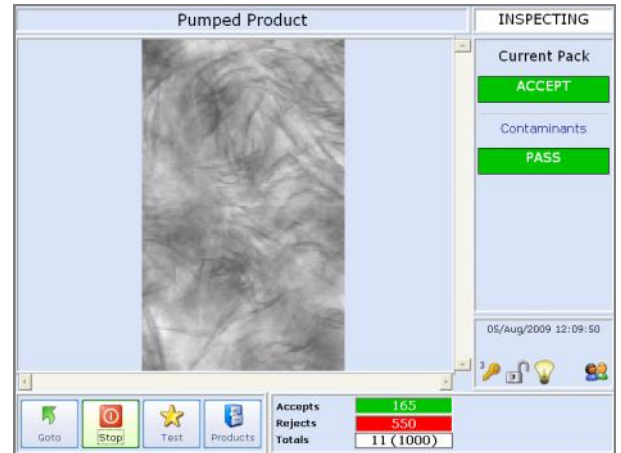 Pumped Product
INSPECTING
Current Pack
ACCEPT
Contaminants
PASS
05/Aug/2009 12:09:50
3
Goto
Stop
Test
Products
Accepts 165
Rejects 550
Totals 11 (1000)